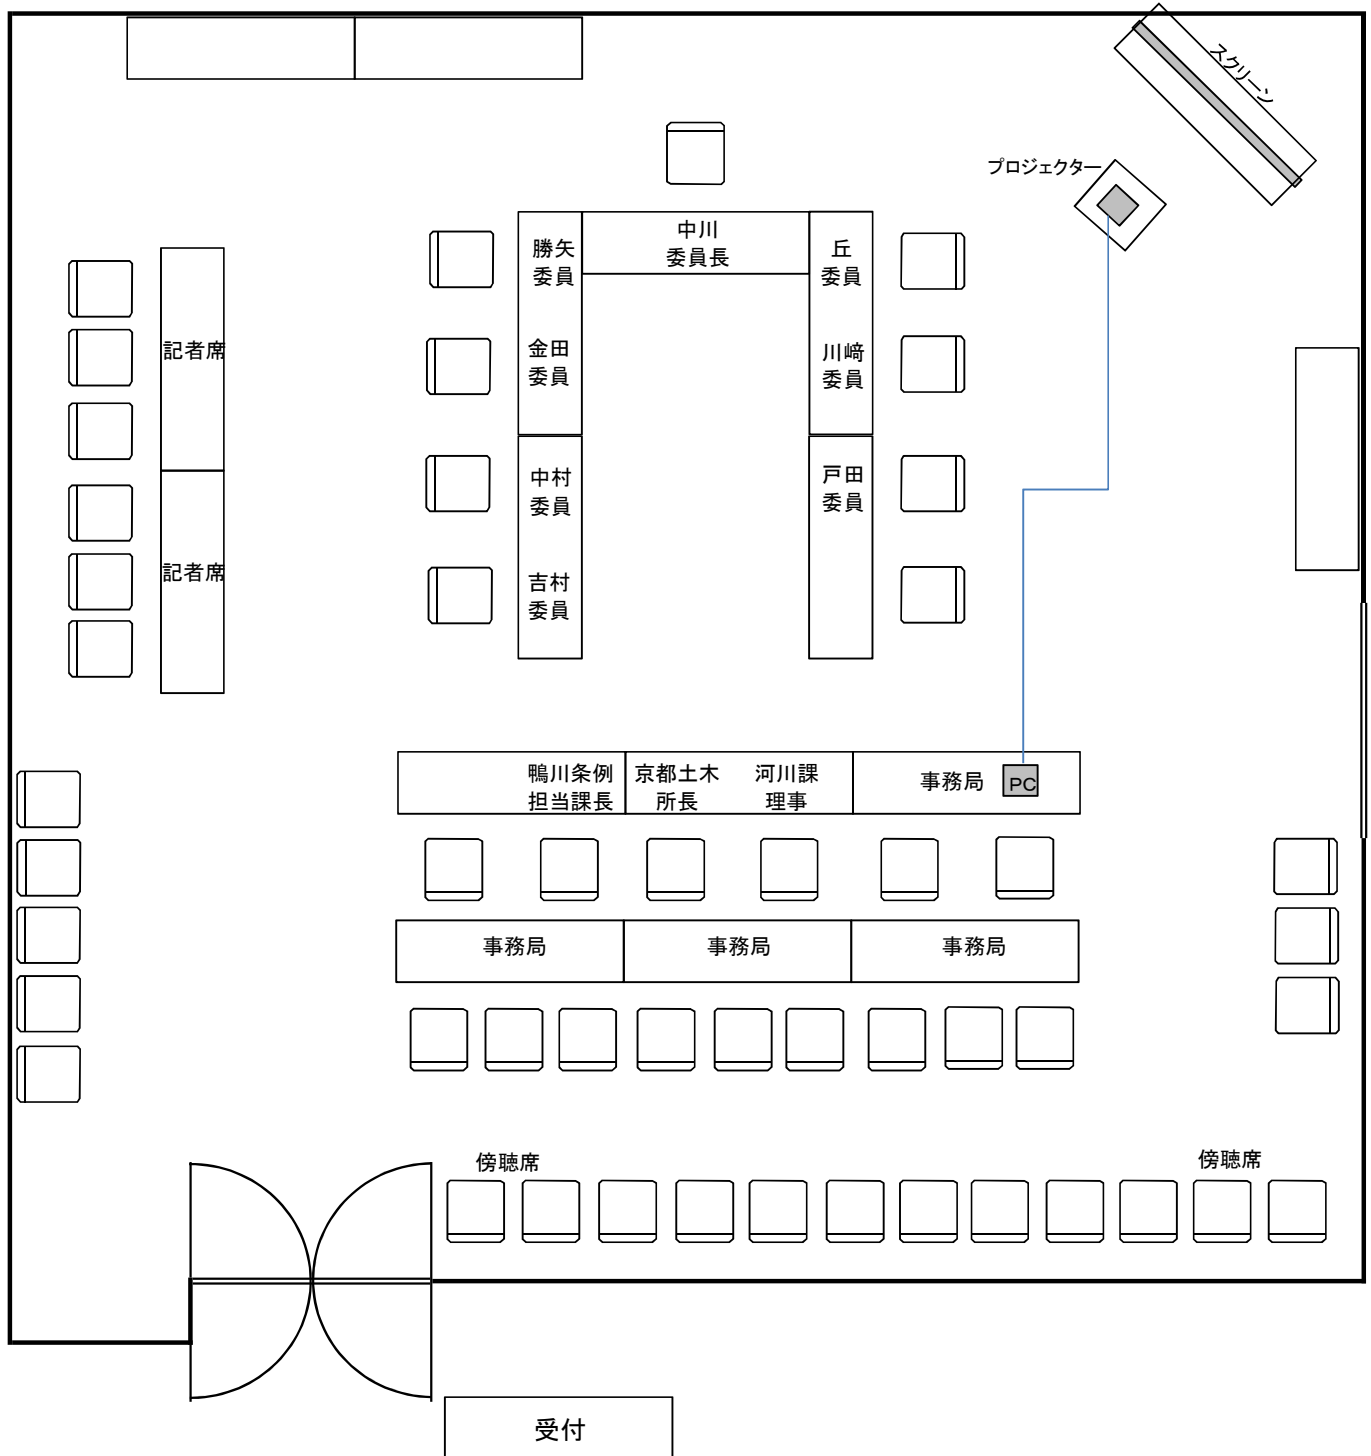 スクリーン
プロジェクター
中川
委員長
勝矢
委員
丘
委員
金田
委員
川﨑
委員
記者席
中村
委員
戸田
委員
記者席
吉村
委員
鴨川条例
担当課長
京都土木
所長
河川課
理事
事務局
PC
事務局
事務局
事務局
傍聴席
傍聴席
受付